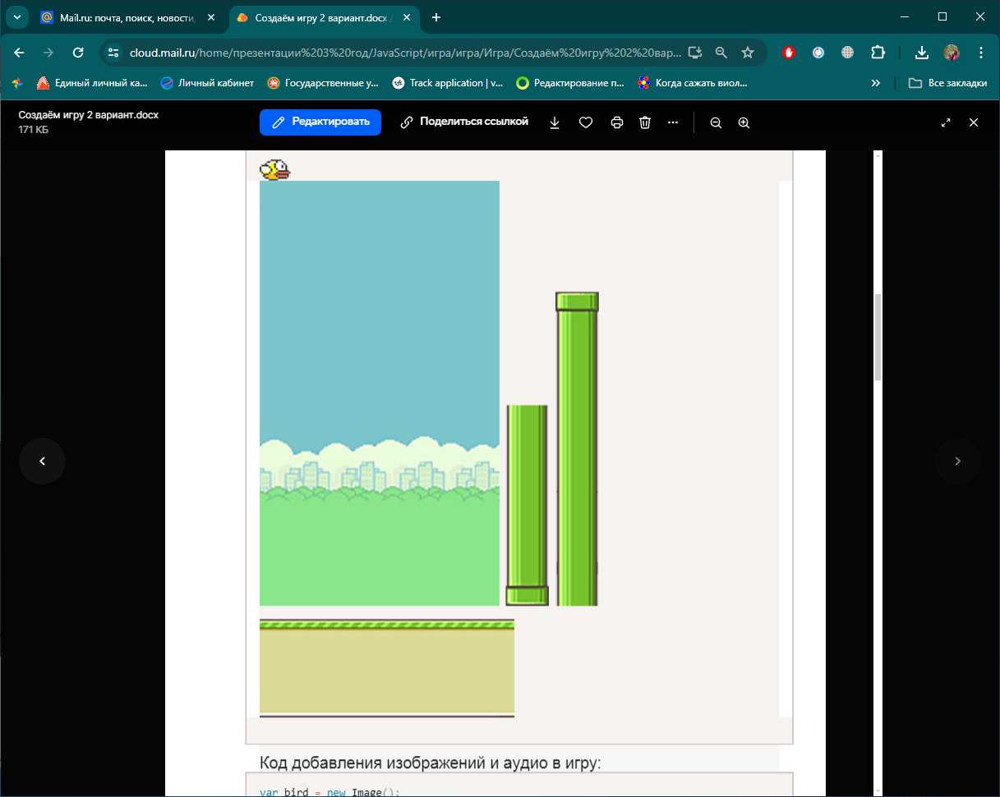 Mail.ru: почта, поиск, новости,
Создаём игру 2 вариант.docx /
cloud.mail.ru/home/презентации%203%20год/JavaScript/игра/игра/Игра/Создаём%20игру%202%20вар...
Единый личный ка...
Личный кабинет
Государственные у...
Track application | v...
Редактирование п...
Когда сажать виол...
Все закладки
Создаём игру 2 вариант.docx
171 КБ
Редактировать
Поделиться ссылкой
Код добавления изображений и аудио в игру:
var bird = new Image();